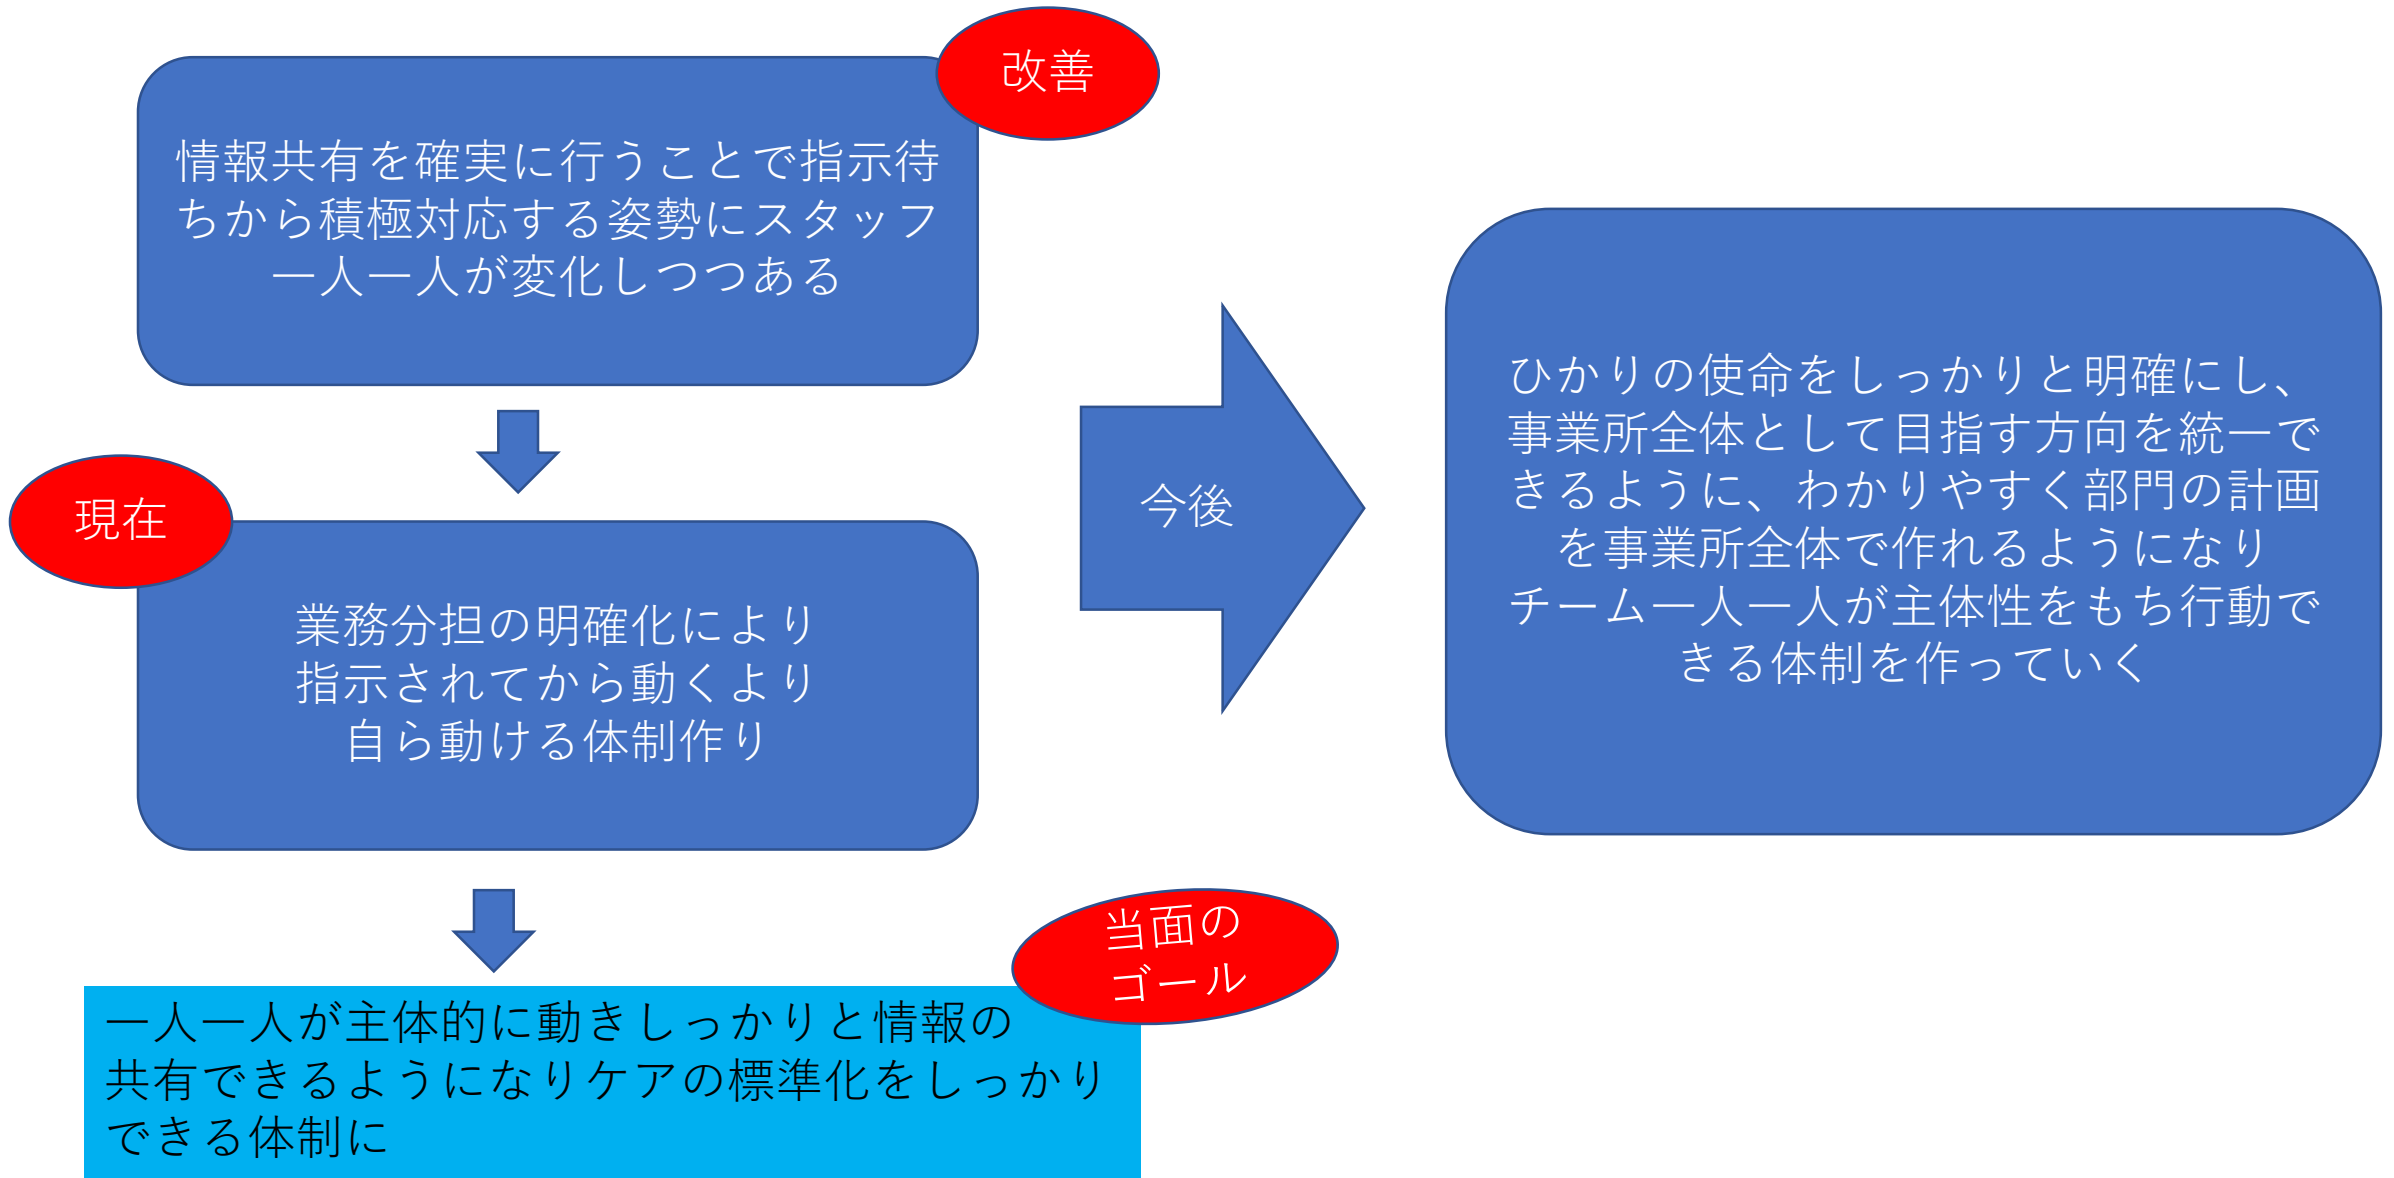 改善
情報共有を確実に行うことで指示待
ちから積極対応する姿勢にスタッフ
一人一人が変化しつつある
現在
業務分担の明確化により
指示されてから動くより
自ら動ける体制作り
当面の
ゴール
一人一人が主体的に動きしっかりと情報の
共有できるようになりケアの標準化をしっかり
できる体制に
今後
ひかりの使命をしっかりと明確にし、
事業所全体として目指す方向を統一で
きるように、わかりやすく部門の計画
を事業所全体で作れるようになり
チーム一人一人が主体性をもち行動で
きる体制を作っていく